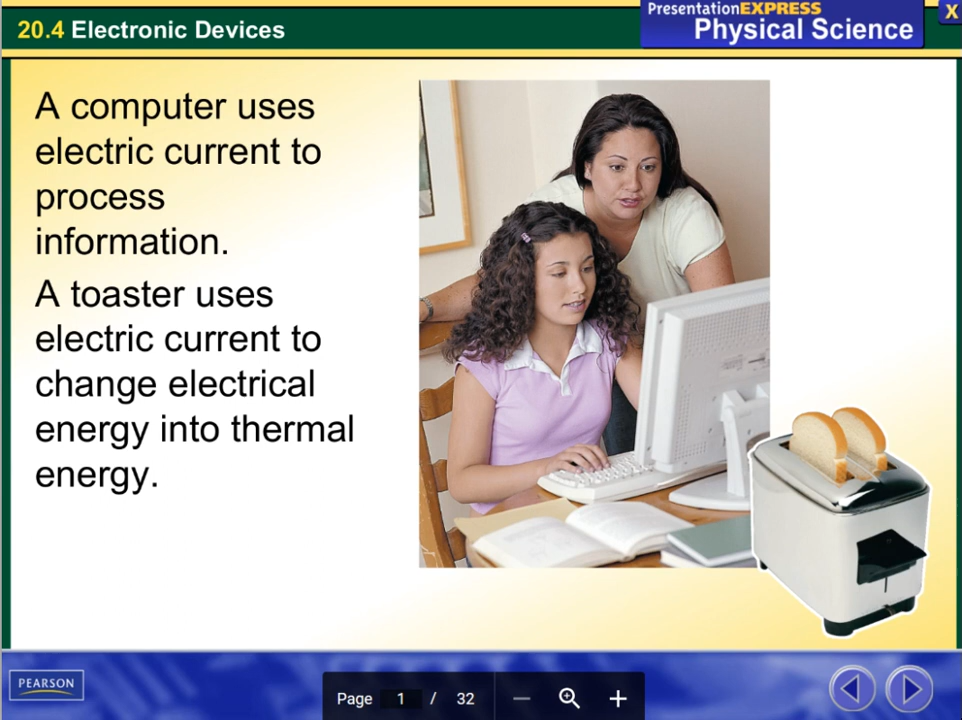 PresentationEXPRESS
Physical Science
X
20.4 Electronic Devices
A computer uses
electric current to
process
information.
A toaster uses
electric current to
change electrical
energy into thermal
energy.
PEARSON
Page 1 / 32